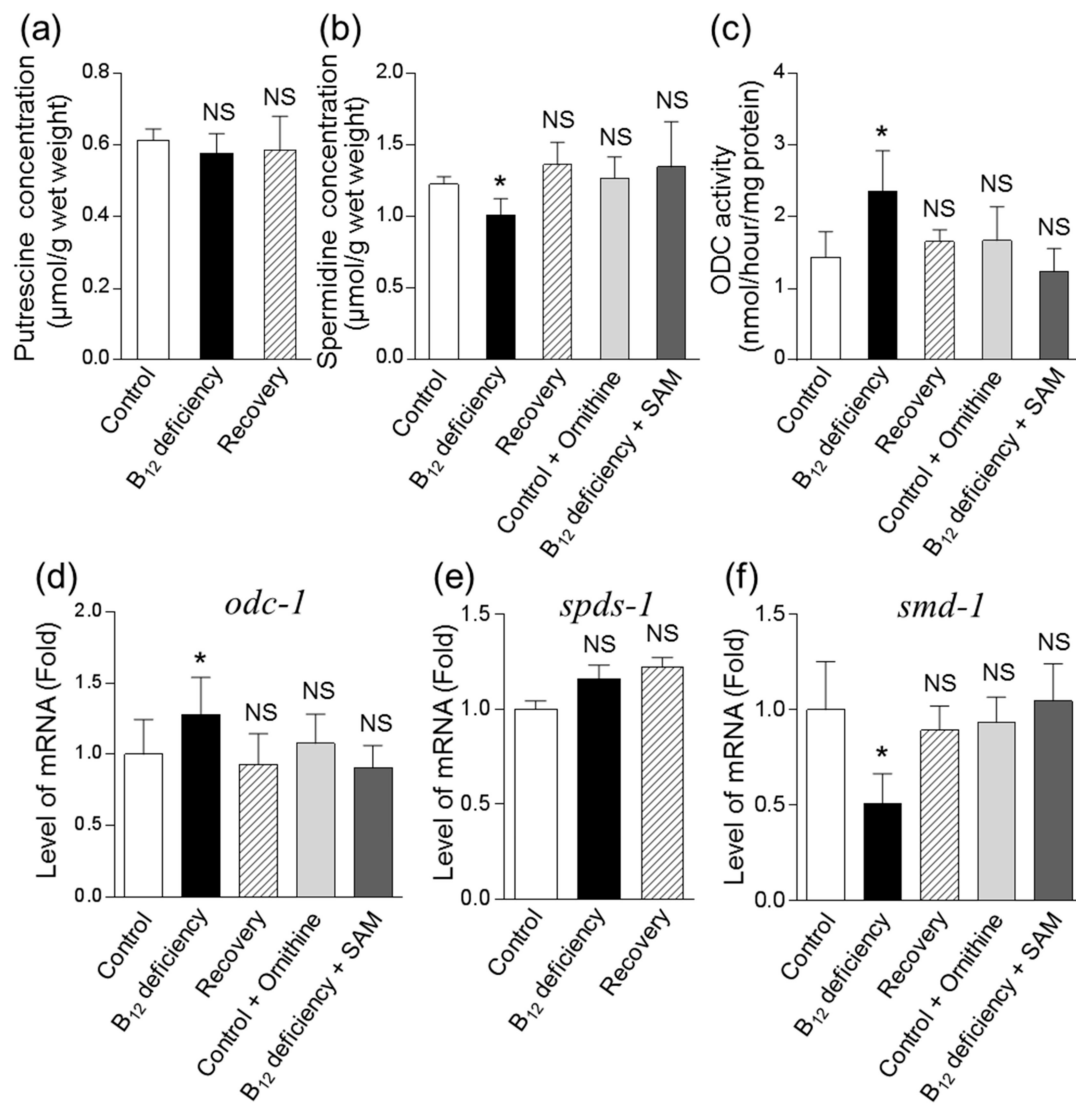 (a)
Putrescine concentration
(μmol/g wet weight)
0.8
0.6
0.4
0.2
0.0
NS
NS
Control
B12 deficiency
Recovery
(b)
Spermidine concentration
(μmol/g wet weight)
2.0
1.5
1.0
0.5
0.0
*
NS
NS
NS
Control
B12 deficiency
Recovery
Control + Ornithine
B12 deficiency + SAM
(c)
ODC activity
(nmol/hour/mg protein)
4
3
2
1
0
*
NS
NS
NS
Control
B12 deficiency
Recovery
Control + Ornithine
B12 deficiency + SAM
(d)
odc-1
Level of mRNA (Fold)
2.0
1.5
1.0
0.5
0.0
*
NS
NS
NS
Control
B12 deficiency
Recovery
Control + Ornithine
B12 deficiency + SAM
(e)
spds-1
Level of mRNA (Fold)
1.5
1.0
0.5
0.0
NS
NS
Control
B12 deficiency
Recovery
(f)
smd-1
Level of mRNA (Fold)
1.5
1.0
0.5
0.0
*
NS
NS
NS
Control
B12 deficiency
Recovery
Control + Ornithine
B12 deficiency + SAM